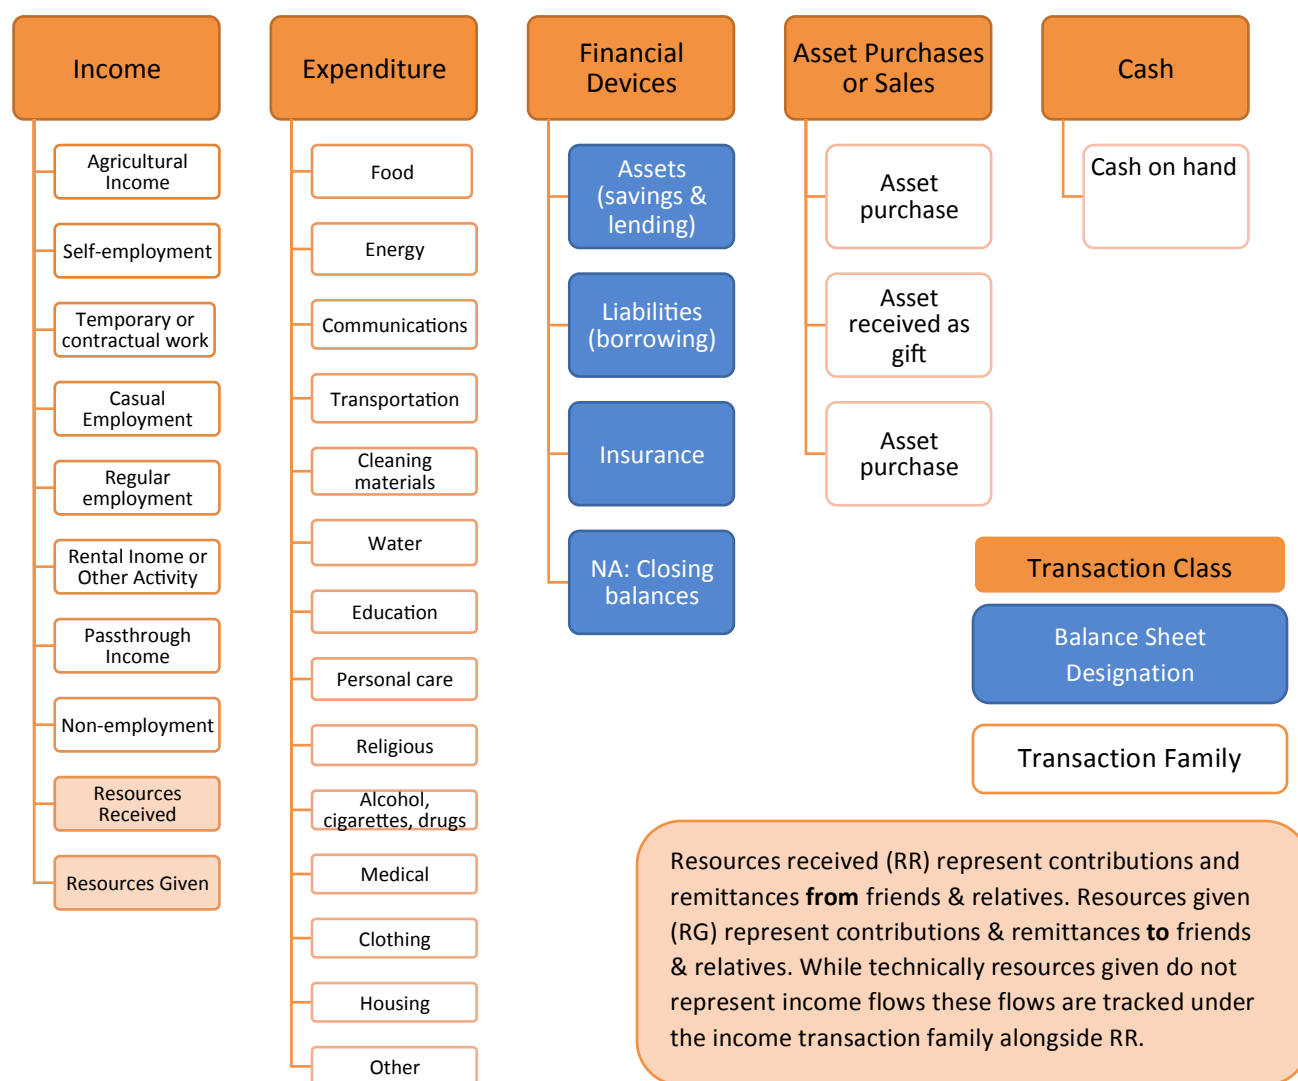 Income
Agricultural
Income
Self-employment
Temporary or
contractual work
Casual
Employment
Regular
employment
Rental Inome or
Other Activity
Passthrough
Income
Non-employment
Resources
Received
Resources Given
Expenditure
Food
Energy
Communications
Transportation
Cleaning
materials
Water
Education
Personal care
Religious
Alcohol,
cigarettes, drugs
Medical
Clothing
Housing
Other
Financial
Devices
Assets
(savings &
lending)
Liabilities
(borrowing)
Insurance
NA: Closing
balances
Asset Purchases
or Sales
Asset
purchase
Asset
received as
gift
Asset
purchase
Cash
Cash on hand
Transaction Class
Balance Sheet
Designation
Transaction Family
Resources received (RR) represent contributions and
remittances from friends & relatives. Resources given
(RG) represent contributions & remittances to friends
& relatives. While technically resources given do not
represent income flows these flows are tracked under
the income transaction family alongside RR.